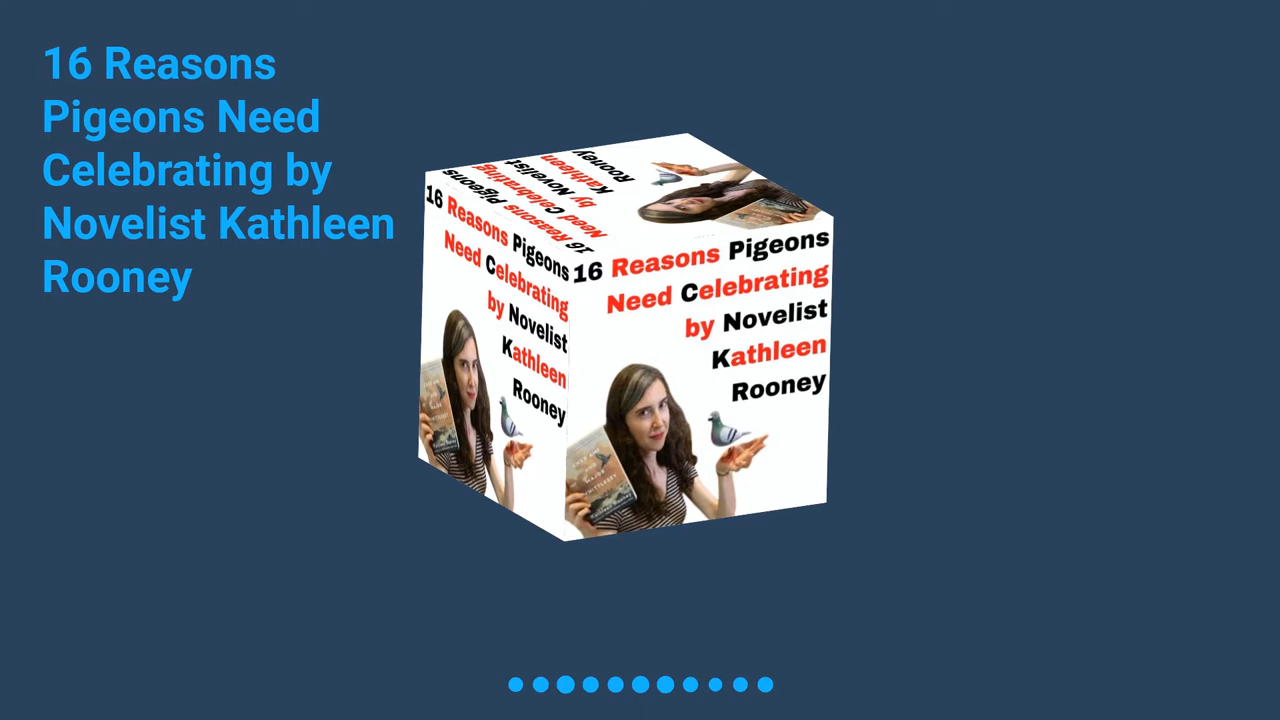 16 Reasons
Pigeons Need
Celebrating by
Novelist Kathleen
Rooney
16 Reasons Pigeons
Need Celebrating
by Novelist
Kathleen
Rooney
16 Reasons Pigeons
Need Celebrating
by Novelist
Kathleen
Rooney
16 Reasons Pigeons
Need Celebrating
by Novelist
Kathleen
Rooney